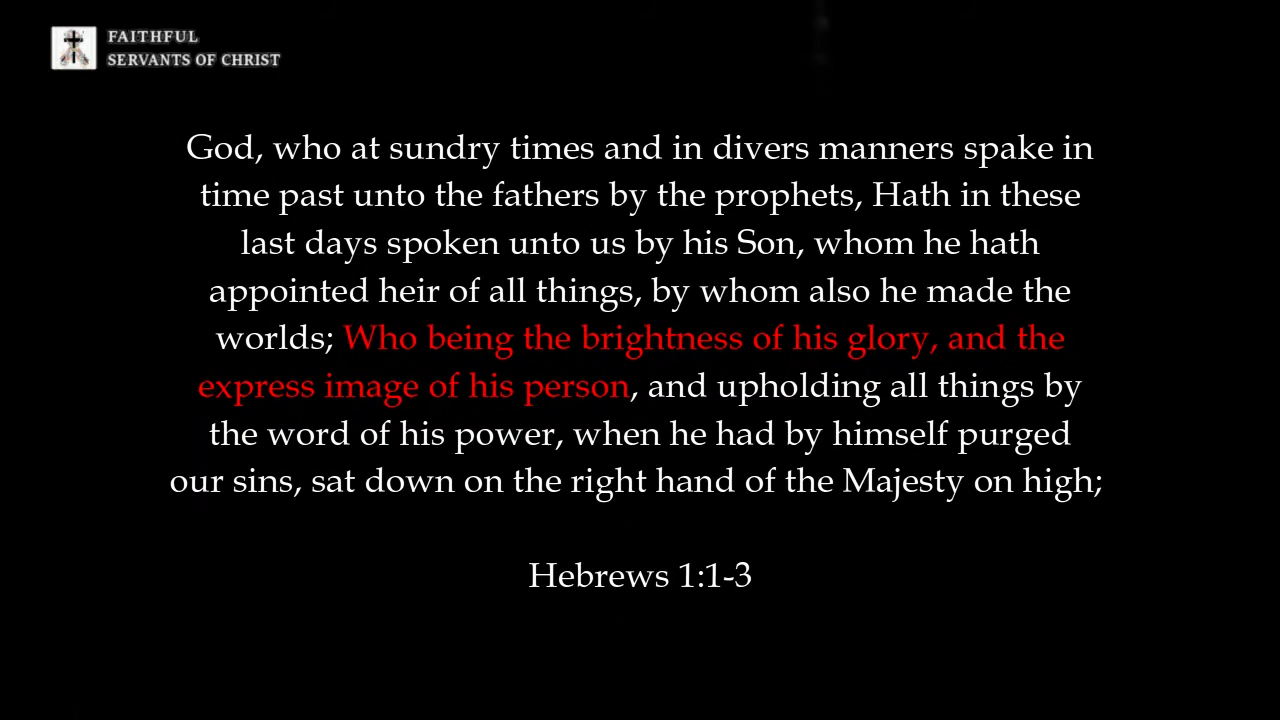 FAITHFUL
SERVANTS OF CHRIST
God, who at sundry times and in divers manners spake in
time past unto the fathers by the prophets, Hath in these
last days spoken unto us by his Son, whom he hath
appointed heir of all things, by whom also he made the
worlds; Who being the brightness of his glory, and the
express image of his person, and upholding all things by
the word of his power, when he had by himself purged
our sins, sat down on the right hand of the Majesty on high;
Hebrews 1:1-3